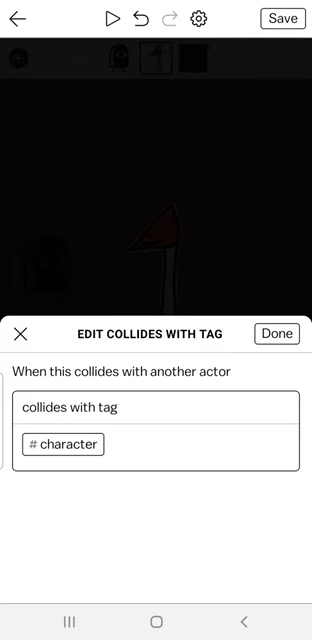 Save
EDIT COLLIDES WITH TAG
Done
When this collides with another actor
collides with tag
# character